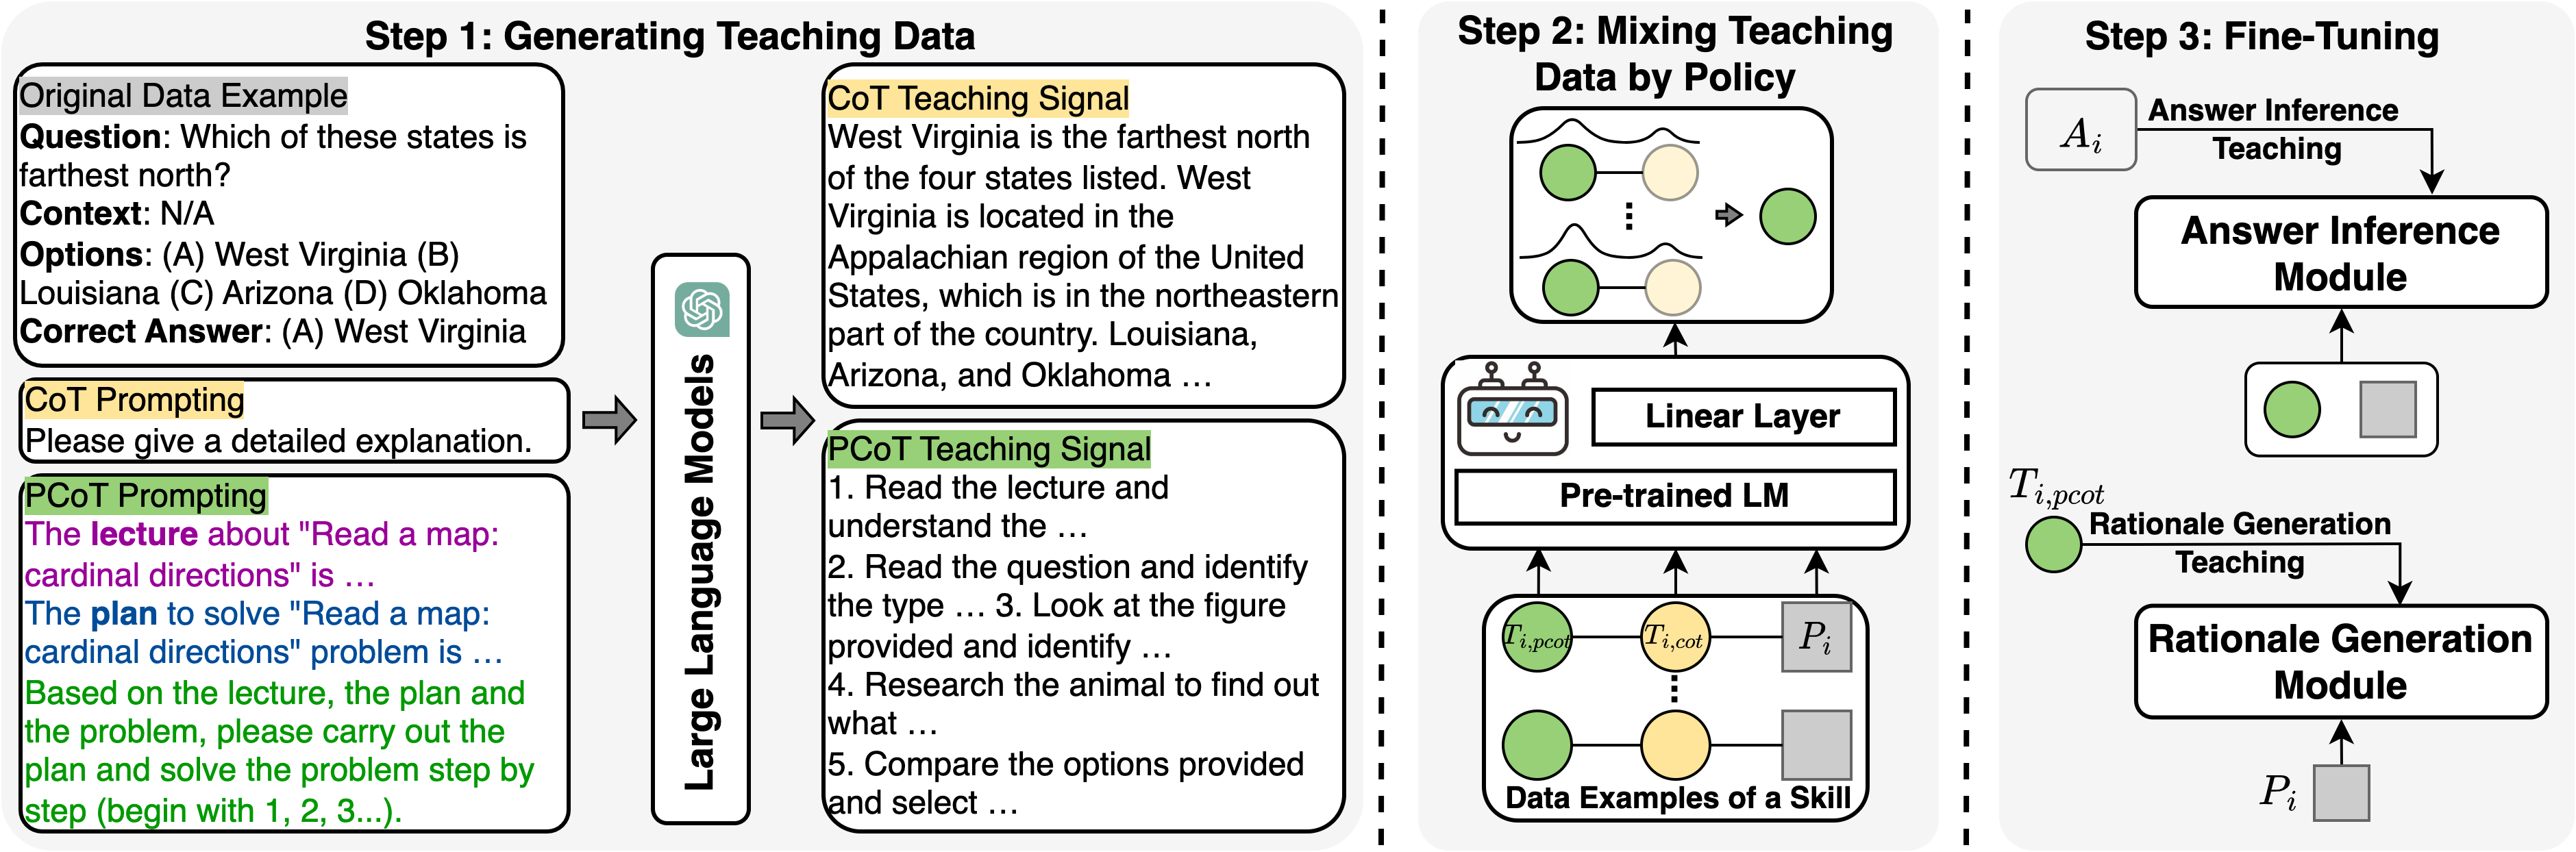 Step 1: Generating Teaching Data
Original Data Example
Question: Which of these states is
farthest north?
Context: N/A
Options: (A) West Virginia (B)
Louisiana (C) Arizona (D) Oklahoma
Correct Answer: (A) West Virginia
CoT Prompting
Please give a detailed explanation.
PCoT Prompting
The lecture about "Read a map:
cardinal directions" is ...
The plan to solve "Read a map:
cardinal directions" problem is ...
Based on the lecture, the plan and
the problem, please carry out the
plan and solve the problem step by
step (begin with 1, 2, 3...).
Large Language Models
CoT Teaching Signal
West Virginia is the farthest north
of the four states listed. West
Virginia is located in the
Appalachian region of the United
States, which is in the northeastern
part of the country. Louisiana,
Arizona, and Oklahoma ...
PCoT Teaching Signal
1. Read the lecture and
understand the ...
2. Read the question and identify
the type ... 3. Look at the figure
provided and identify ...
4. Research the animal to find out
what ...
5. Compare the options provided
and select ...
Step 2: Mixing Teaching
Data by Policy
Linear Layer
Pre-trained LM
T_{i,pcot} T_{i,cot} P_i
Data Examples of a Skill
Step 3: Fine-Tuning
A_i
Answer Inference
Teaching
Answer Inference
Module
T_{i,pcot}
Rationale Generation
Teaching
Rationale Generation
Module
P_i